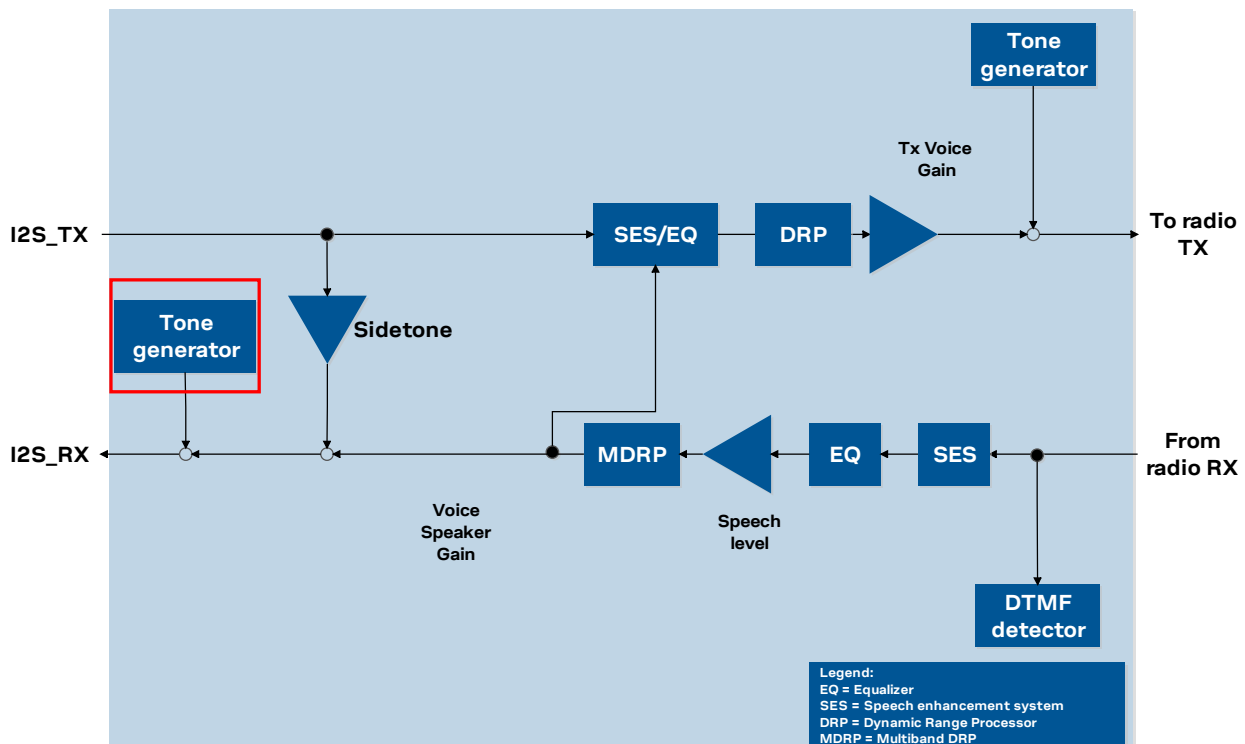 Tone
generator
Tx Voice
Gain
I2S_TX
SES/EQ
DRP
To radio
TX
Tone
generator
Sidetone
I2S_RX
MDRP
EQ
SES
From
radio RX
Voice
Speaker
Gain
Speech
level
DTMF
detector
Legend:
EQ = Equalizer
SES = Speech enhancement system
DRP = Dynamic Range Processor
MDRP = Multiband DRP